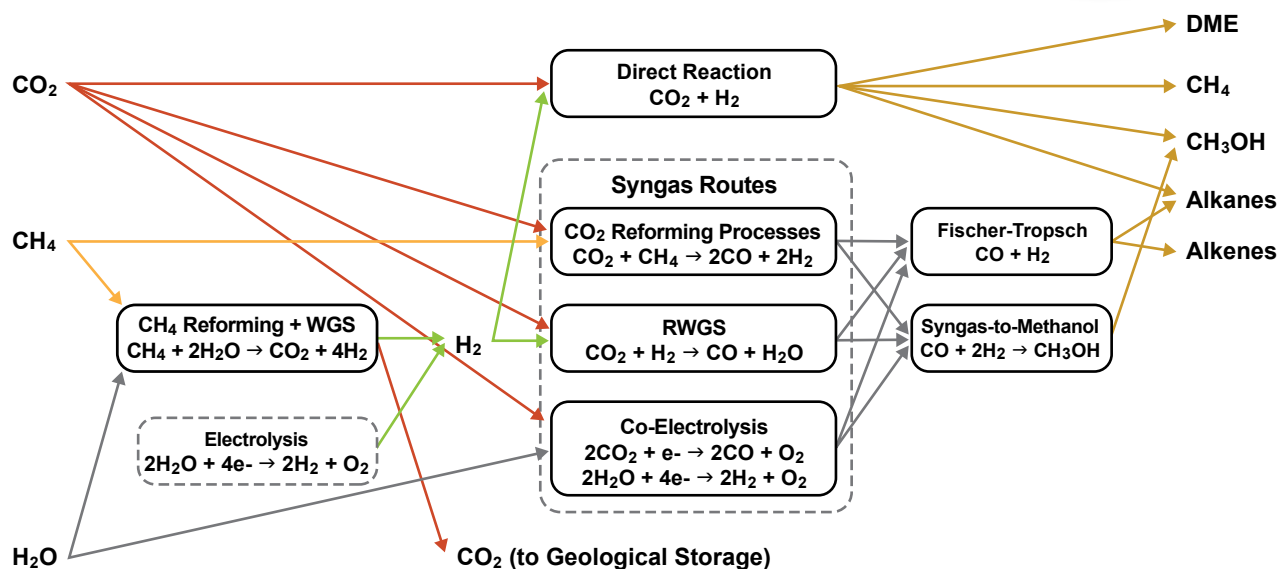 DME
CO₂
Direct Reaction
CO₂ + H₂
CH₄
CH₃OH
Syngas Routes
Alkanes
CH₄
CO₂ Reforming Processes
CO₂ + CH₄ → 2CO + 2H₂
Fischer-Tropsch
CO + H₂
Alkenes
CH₄ Reforming + WGS
CH₄ + 2H₂O → CO₂ + 4H₂
H₂
RWGS
CO₂ + H₂ → CO + H₂O
Syngas-to-Methanol
CO + 2H₂ → CH₃OH
Electrolysis
2H₂O + 4e- → 2H₂ + O₂
Co-Electrolysis
2CO₂ + e- → 2CO + O₂
2H₂O + 4e- → 2H₂ + O₂
H₂O
CO₂ (to Geological Storage)